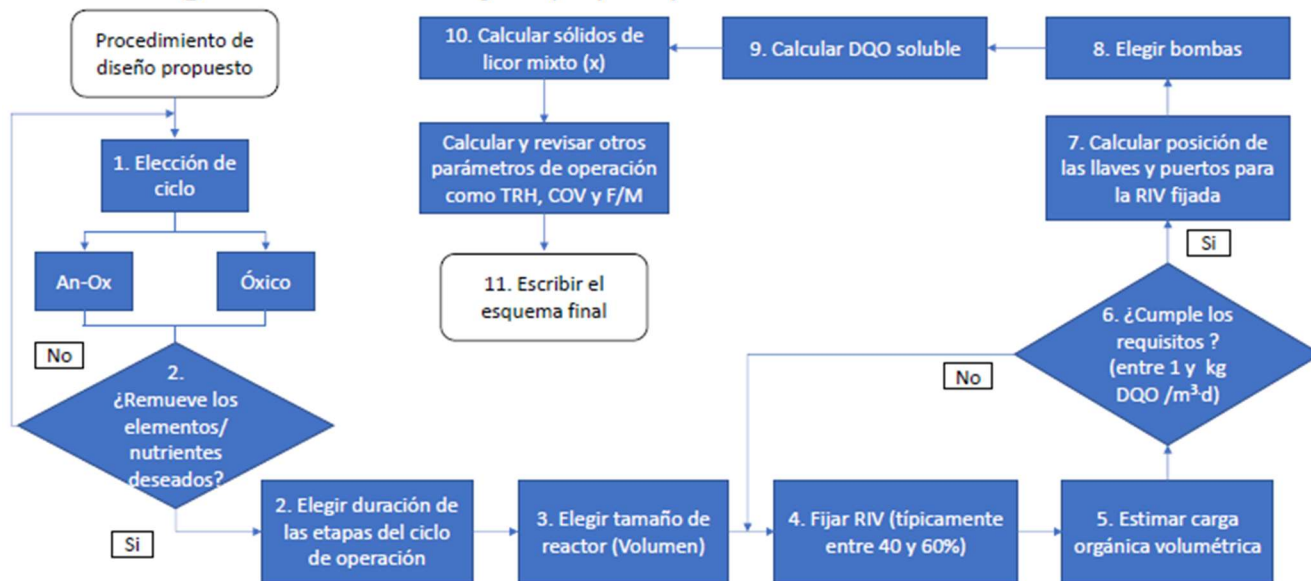 Procedimiento de
diseño propuesto
1. Elección de
ciclo
An-Ox
Óxico
No
2.
¿Remueve los
elementos/
nutrientes
deseados?
Si
2. Elegir duración de
las etapas del ciclo
de operación
3. Elegir tamaño de
reactor (Volumen)
4. Fijar RIV (típicamente
entre 40 y 60%)
5. Estimar carga
orgánica volumétrica
6. ¿Cumple los
requisitos ?
(entre 1 y  kg
DQO /m³·d)
No
Si
7. Calcular posición de
las llaves y puertos para
la RIV fijada
8. Elegir bombas
9. Calcular DQO soluble
10. Calcular sólidos de
licor mixto (x)
Calcular y revisar otros
parámetros de operación
como TRH, COV y F/M
11. Escribir el
esquema final